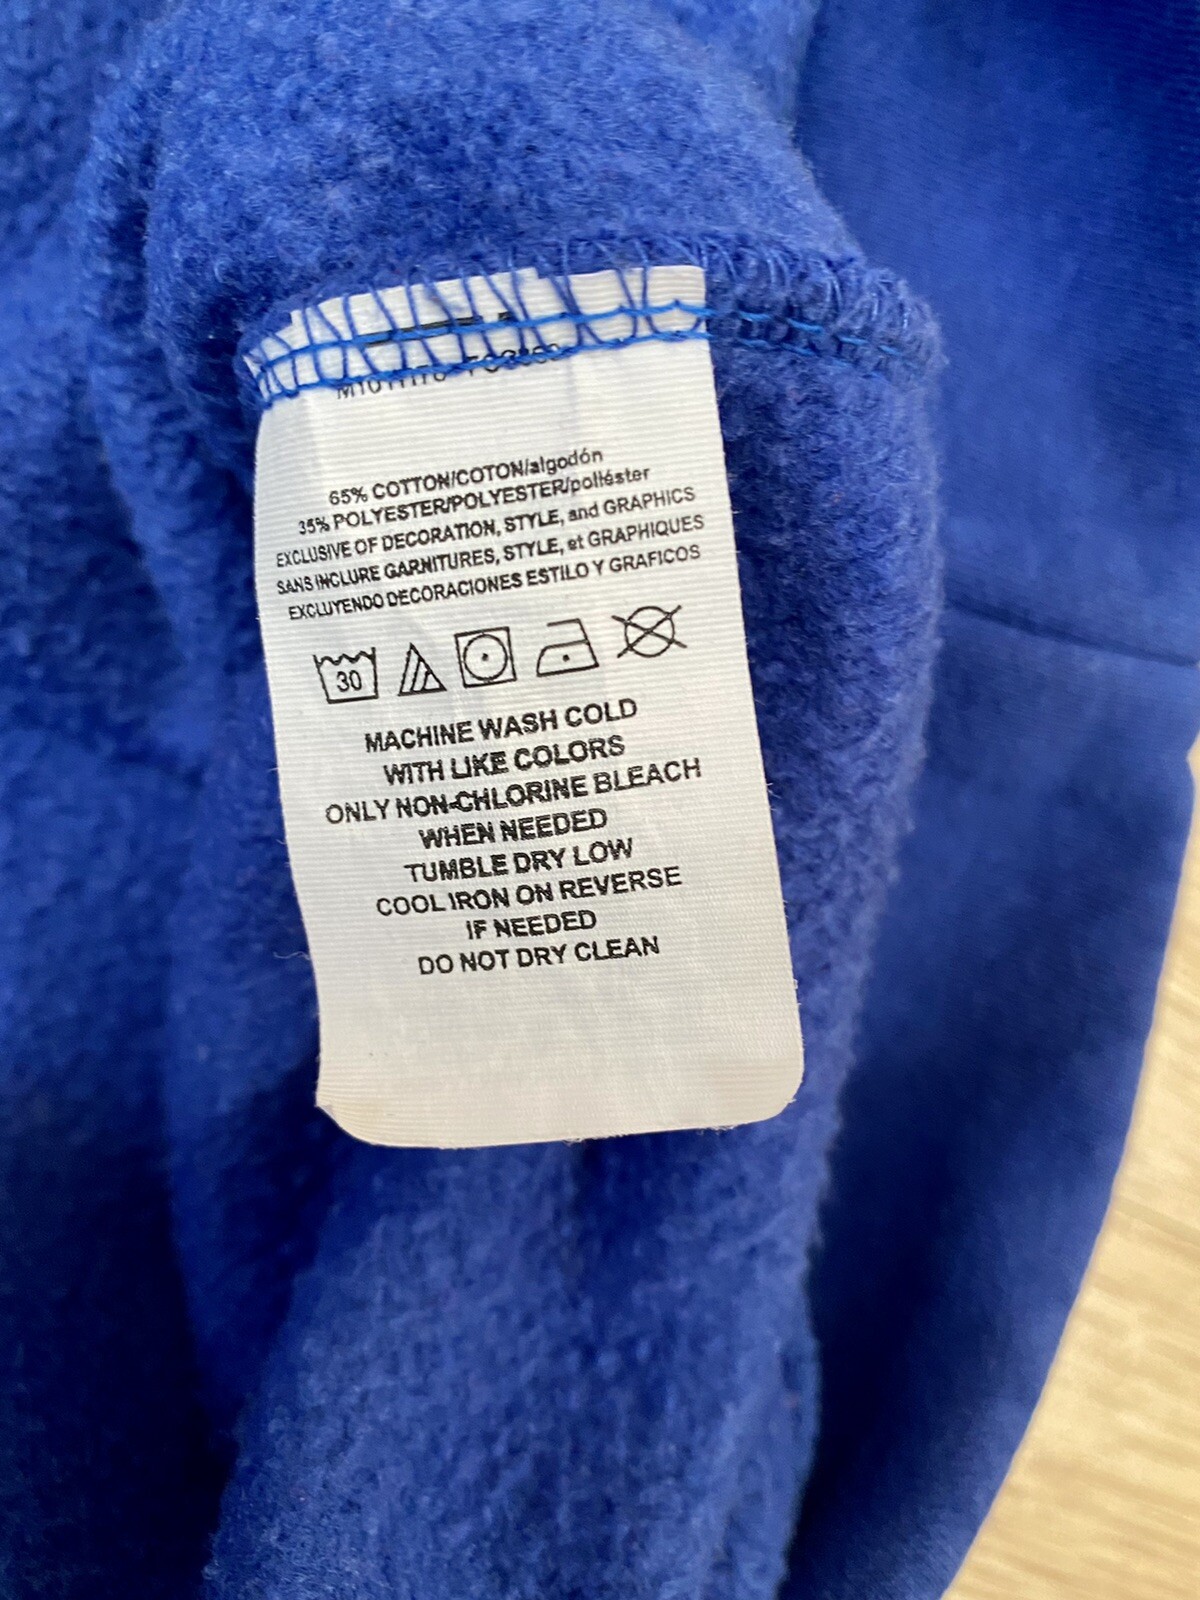 65% COTTON/COTON/algodón
35% POLYESTER/POLYESTER/poliéster
EXCLUSIVE OF DECORATION, STYLE, and GRAPHICS
SANS INCLURE GARNITURES, STYLE, et GRAPHIQUES
EXCLUYENDO DECORACIONES ESTILO Y GRAFICOS
30
MACHINE WASH COLD
WITH LIKE COLORS
ONLY NON-CHLORINE BLEACH
WHEN NEEDED
TUMBLE DRY LOW
COOL IRON ON REVERSE
IF NEEDED
DO NOT DRY CLEAN